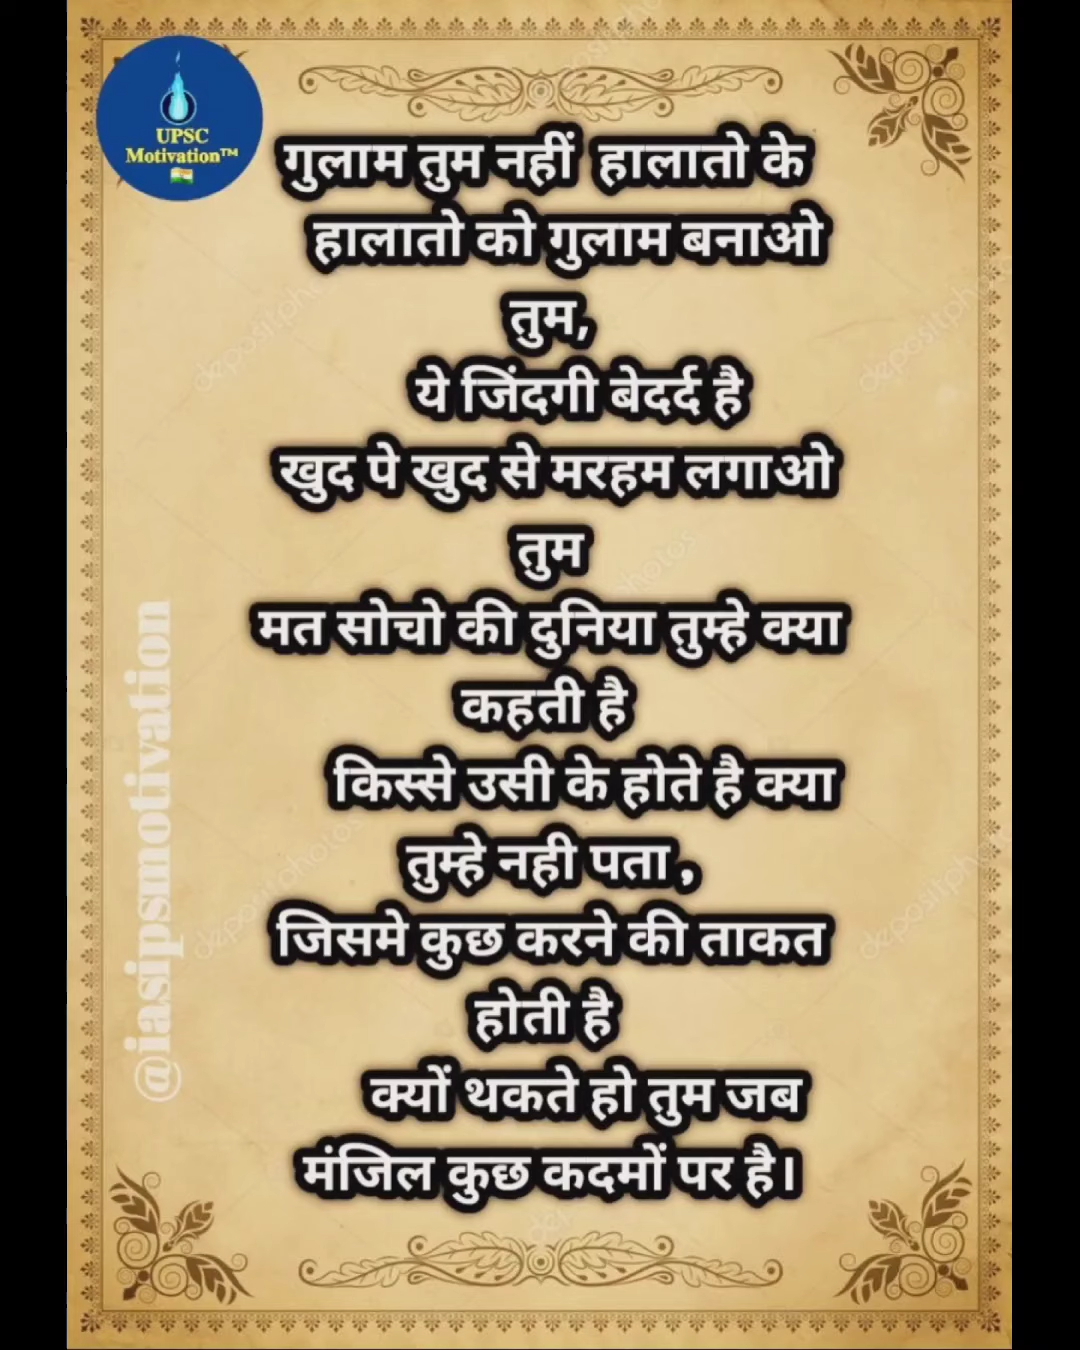 UPSC
Motivation™
गुलाम तुम नहीं हालातो के
हालातो को गुलाम बनाओ
तुम,
ये जिंदगी बेदर्द है
खुद पे खुद से मरहम लगाओ
तुम
मत सोचो की दुनिया तुम्हे क्या
कहती है
किस्से उसी के होते है क्या
तुम्हे नही पता ,
जिसमे कुछ करने की ताकत
होती है
क्यों थकते हो तुम जब
मंजिल कुछ कदमों पर है।
@iasipsmotivation
depositphotos